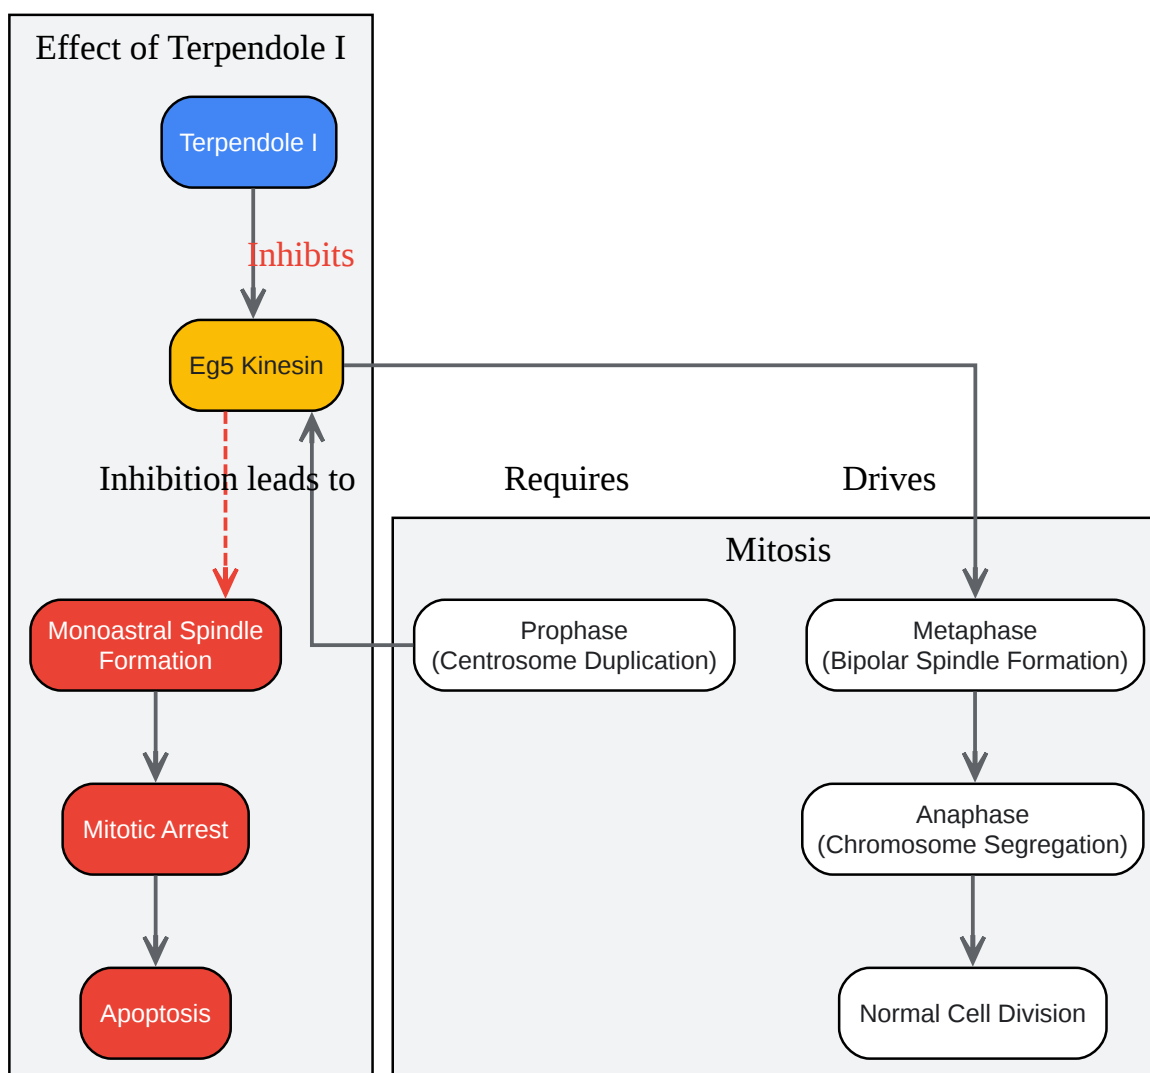 Effect of Terpendole I
Terpendole I
Inhibits
Eg5 Kinesin
Inhibition leads to
Requires
Drives
Mitosis
Monoastral Spindle
Formation
Prophase
(Centrosome Duplication)
Metaphase
(Bipolar Spindle Formation)
Mitotic Arrest
Anaphase
(Chromosome Segregation)
Apoptosis
Normal Cell Division